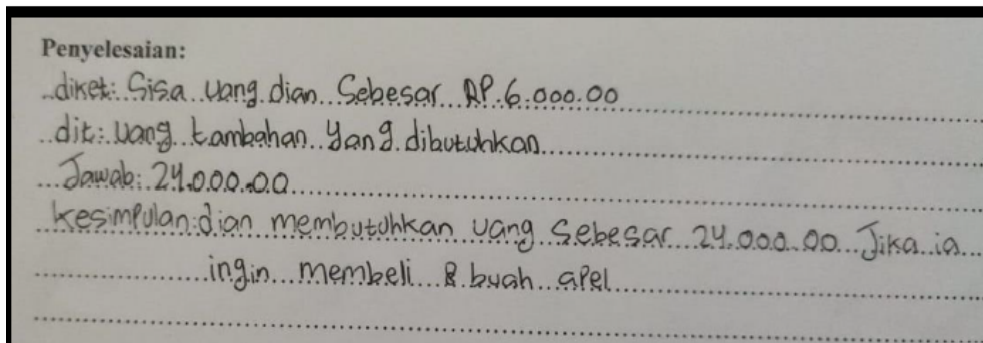 Penyelesaian:
diket: Sisa uang dian Sebesar RP.6.000.00
dit: uang tambahan yang dibutuhkan
Jawab: 24.000.00
kesimpulan: dian membutuhkan uang Sebesar 24.000.00 Jika ia
ingin membeli 8 buah apel